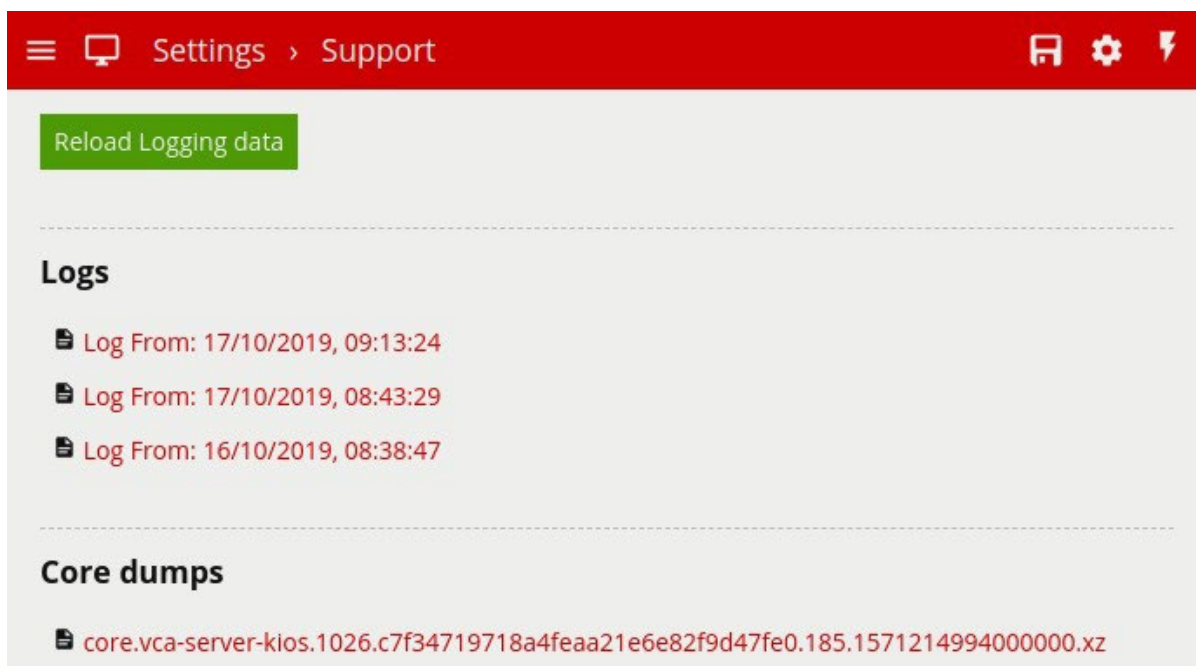 Settings › Support
Reload Logging data
Logs
Log From: 17/10/2019, 09:13:24
Log From: 17/10/2019, 08:43:29
Log From: 16/10/2019, 08:38:47
Core dumps
core.vca-server-kios.1026.c7f34719718a4feaa21e6e82f9d47fe0.185.1571214994000000.xz